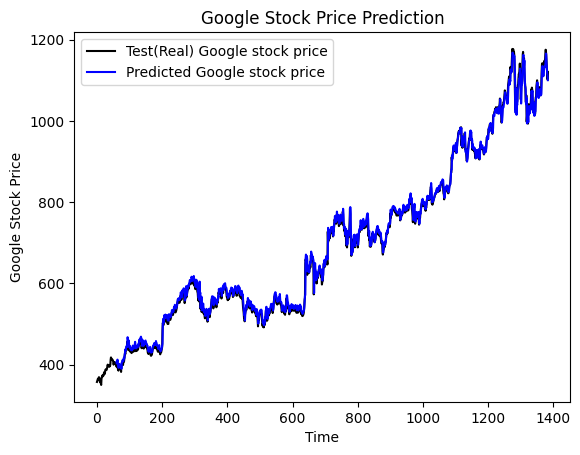 Google Stock Price Prediction
Test(Real) Google stock price
Predicted Google stock price
Google Stock Price
1200
1000
800
600
400
0 200 400 600 800 1000 1200 1400
Time